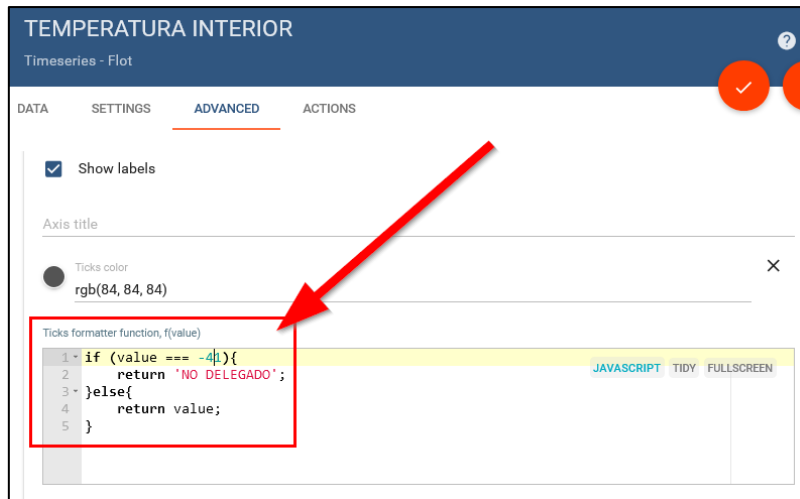 TEMPERATURA INTERIOR
?
Timeseries - Flot
DATA SETTINGS ADVANCED ACTIONS
Show labels
Axis title
Ticks color
rgb(84, 84, 84)
Ticks formatter function, f(value)
JAVASCRIPT TIDY FULLSCREEN
1 if (value === -41){
2 return 'NO DELEGADO';
3 }else{
4 return value;
5 }